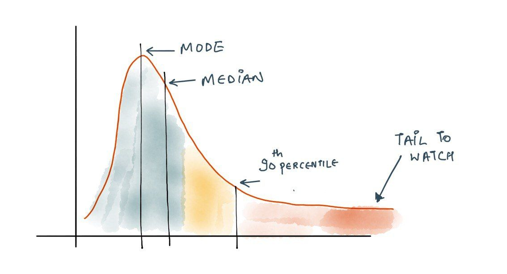 MODE
MEDIAN
90th PERCENTILE
TAIL TO
WATCH